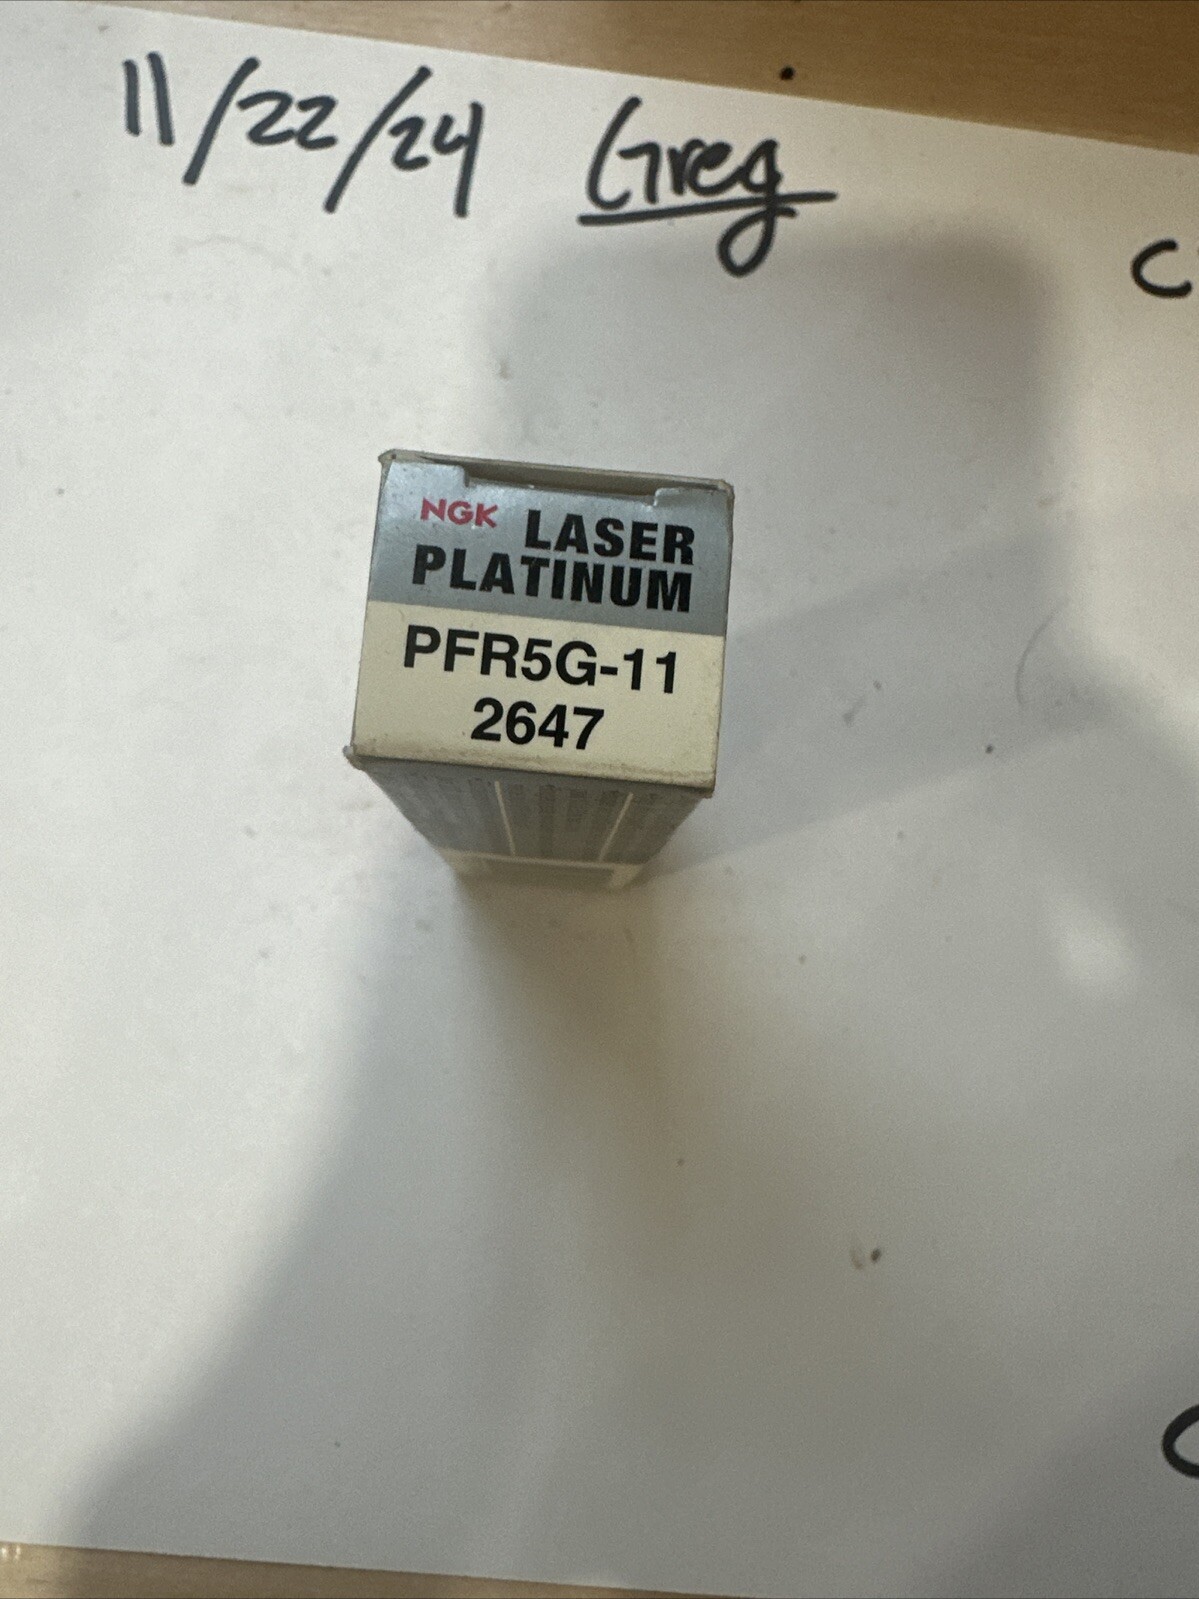 11/22/24 Greg
NGK LASER
PLATINUM
PFR5G-11
2647